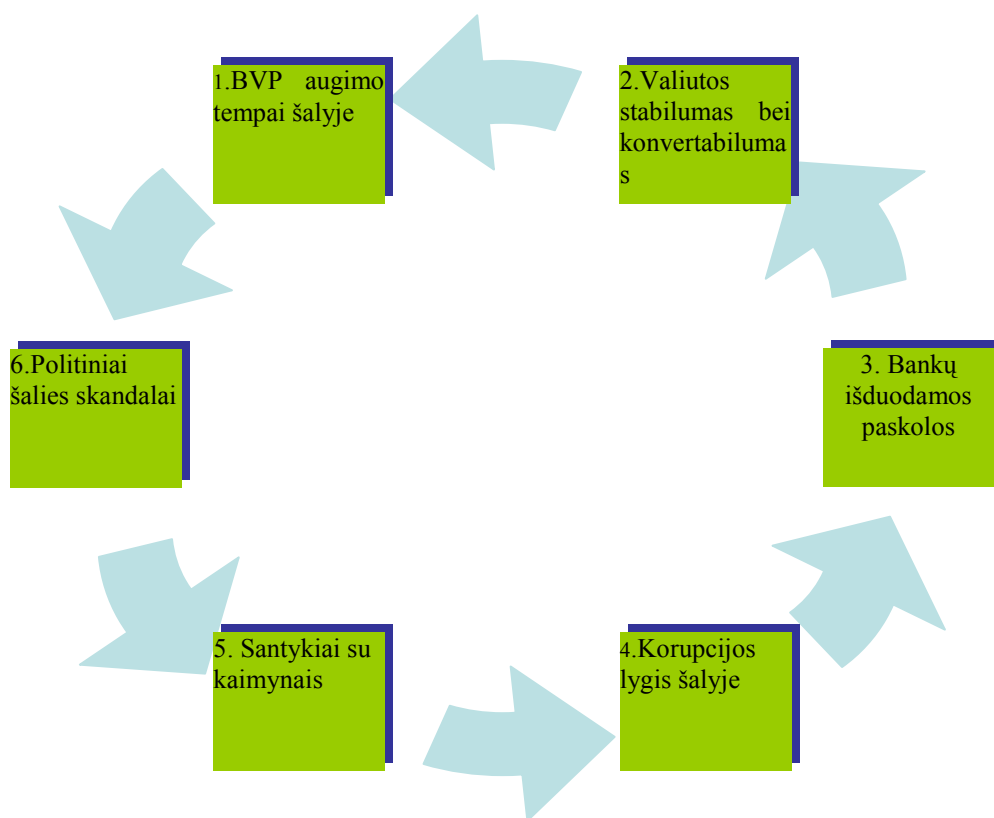 1.BVP augimo
tempai šalyje
2.Valiutos
stabilumas bei
konvertabiluma
s
3. Bankų
išduodamos
paskolos
4.Korupcijos
lygis šalyje
5. Santykiai su
kaimynais
6.Politiniai
šalies skandalai